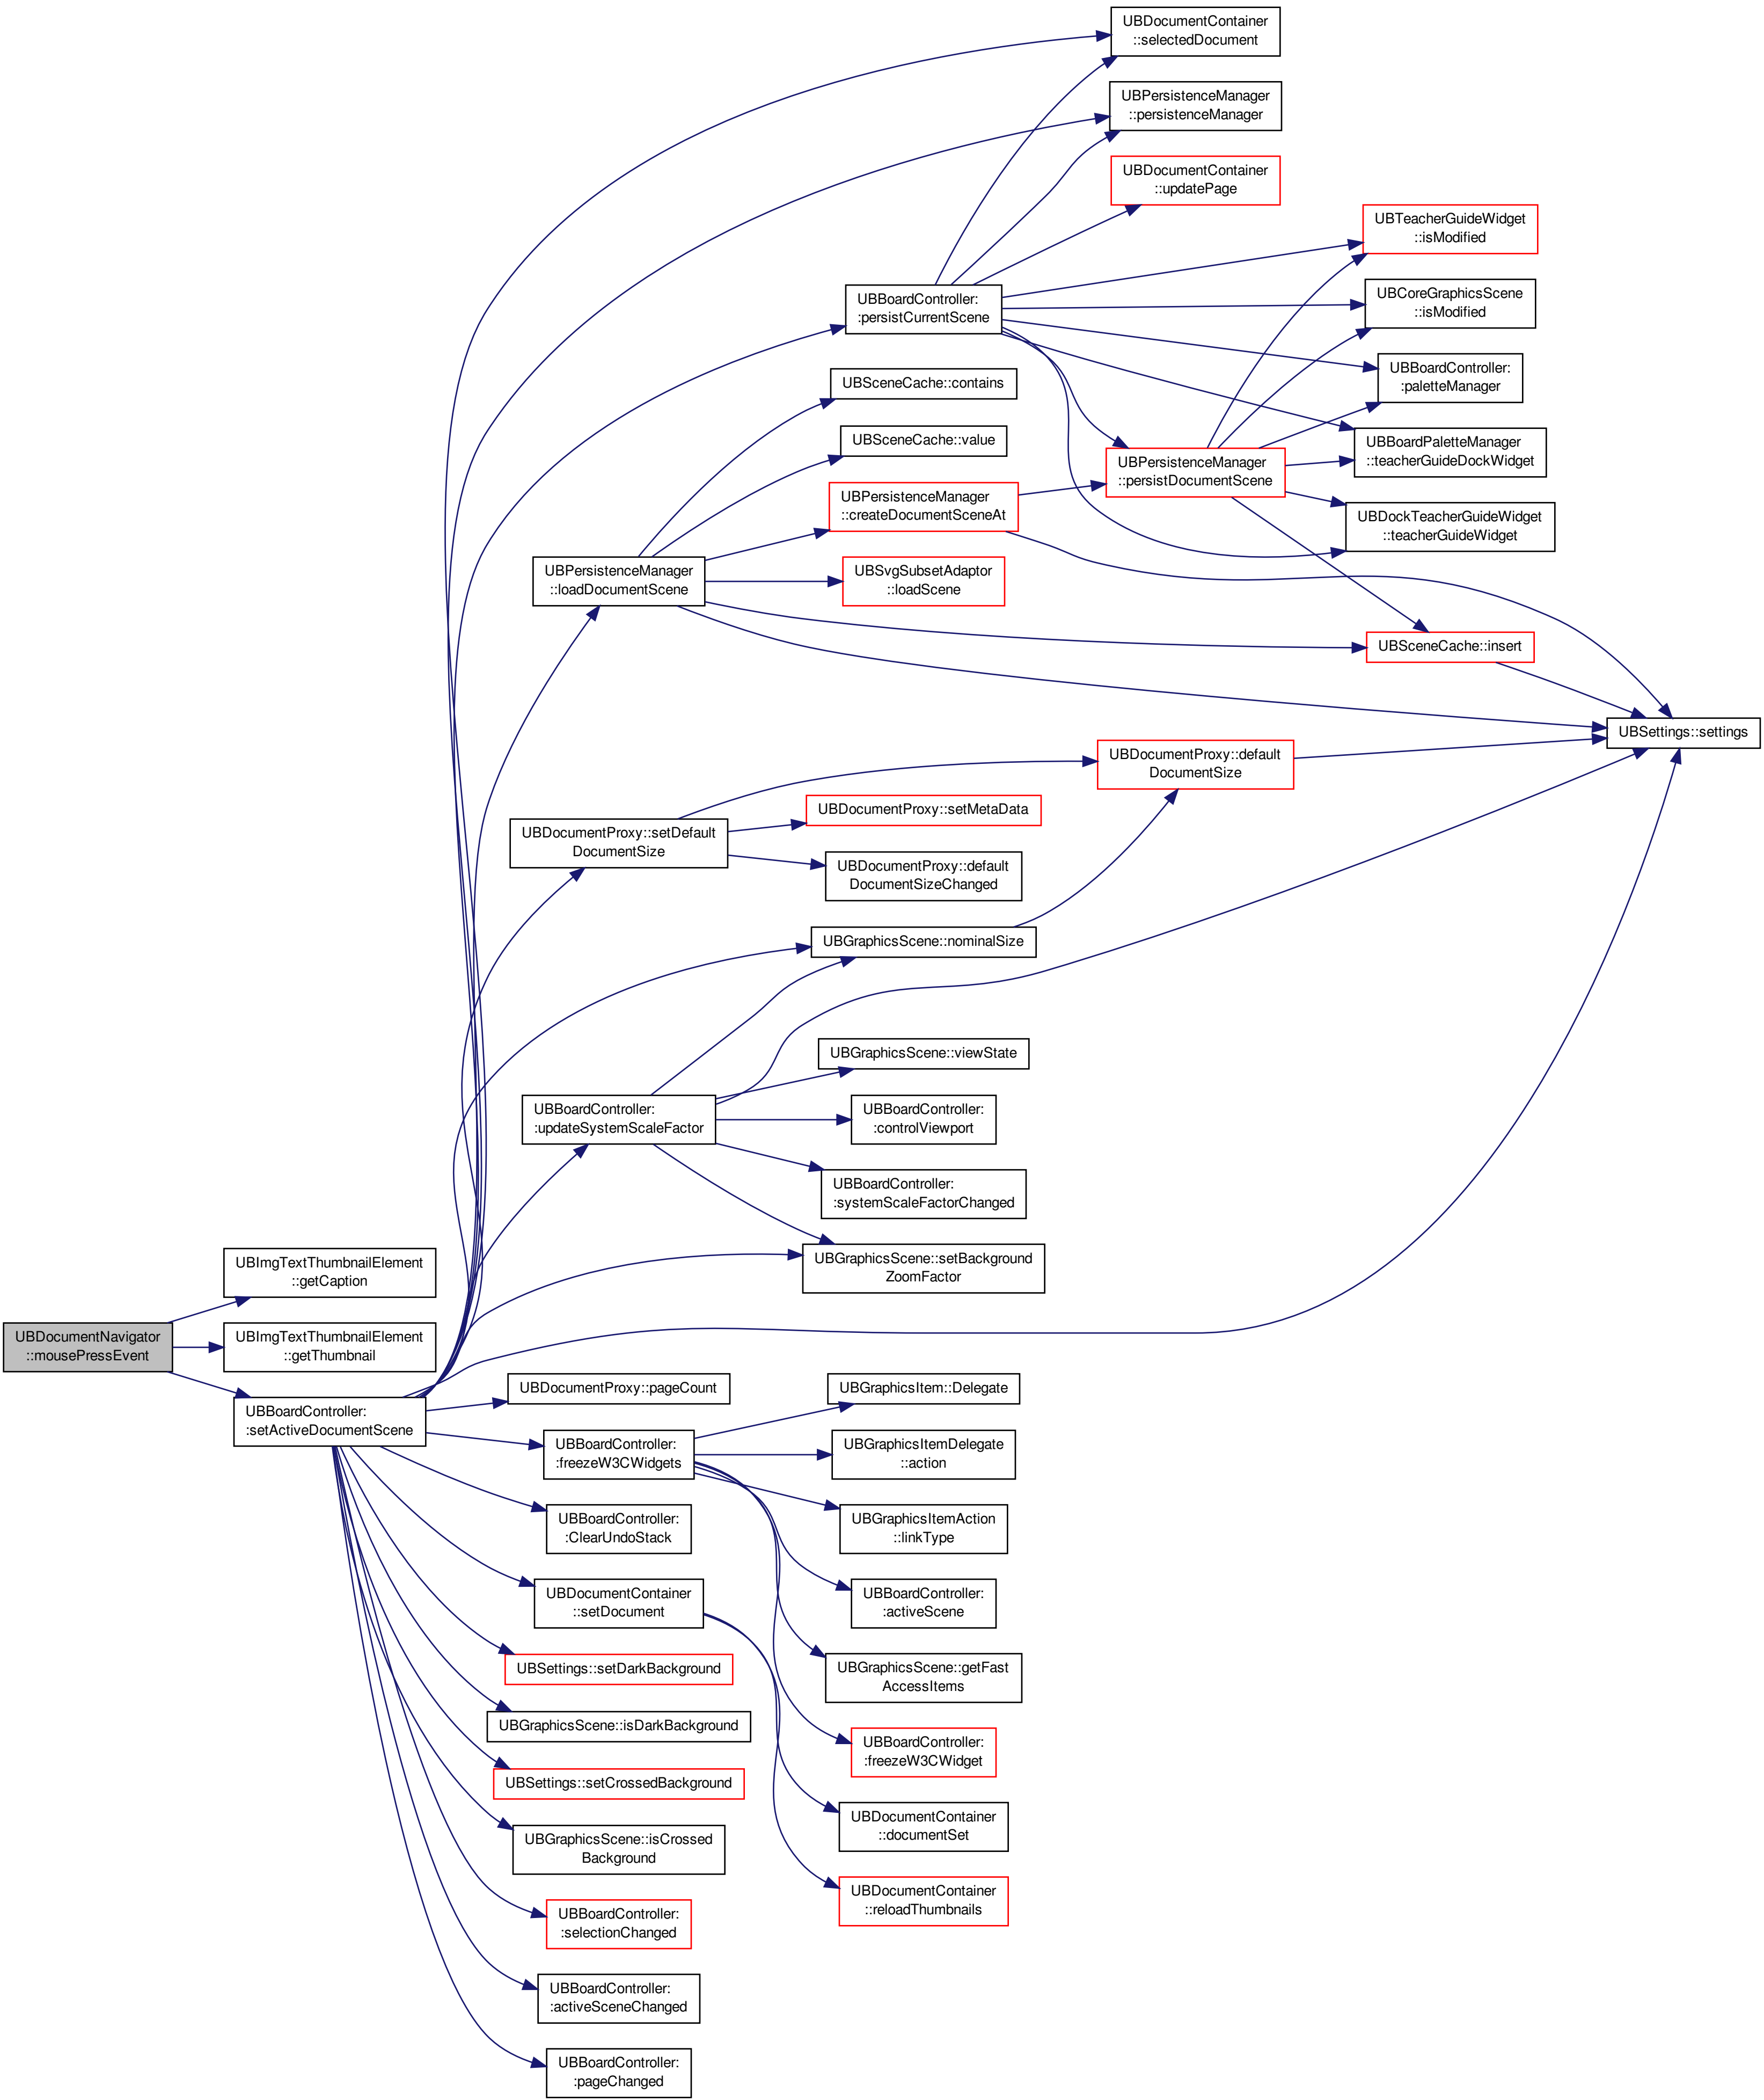 UBDocumentContainer
::selectedDocument
UBPersistenceManager
::persistenceManager
UBDocumentContainer
::updatePage
UBTeacherGuideWidget
::isModified
UBCoreGraphicsScene
::isModified
UBBoardController:
:persistCurrentScene
UBBoardController:
:paletteManager
UBSceneCache::contains
UBSceneCache::value
UBBoardPaletteManager
::teacherGuideDockWidget
UBPersistenceManager
::persistDocumentScene
UBPersistenceManager
::createDocumentSceneAt
UBDockTeacherGuideWidget
::teacherGuideWidget
UBPersistenceManager
::loadDocumentScene
UBSvgSubsetAdaptor
::loadScene
UBSceneCache::insert
UBSettings::settings
UBDocumentProxy::default
DocumentSize
UBDocumentProxy::setMetaData
UBDocumentProxy::setDefault
DocumentSize
UBDocumentProxy::default
DocumentSizeChanged
UBGraphicsScene::nominalSize
UBGraphicsScene::viewState
UBBoardController:
:updateSystemScaleFactor
UBBoardController:
:controlViewport
UBBoardController:
:systemScaleFactorChanged
UBGraphicsScene::setBackground
ZoomFactor
UBImgTextThumbnailElement
::getCaption
UBDocumentNavigator
::mousePressEvent
UBImgTextThumbnailElement
::getThumbnail
UBBoardController:
:setActiveDocumentScene
UBDocumentProxy::pageCount
UBGraphicsItem::Delegate
UBBoardController:
:freezeW3CWidgets
UBGraphicsItemDelegate
::action
UBBoardController:
:ClearUndoStack
UBGraphicsItemAction
::linkType
UBDocumentContainer
::setDocument
UBBoardController:
:activeScene
UBSettings::setDarkBackground
UBGraphicsScene::getFast
AccessItems
UBGraphicsScene::isDarkBackground
UBBoardController:
:freezeW3CWidget
UBSettings::setCrossedBackground
UBDocumentContainer
::documentSet
UBGraphicsScene::isCrossed
Background
UBDocumentContainer
::reloadThumbnails
UBBoardController:
:selectionChanged
UBBoardController:
:activeSceneChanged
UBBoardController:
:pageChanged